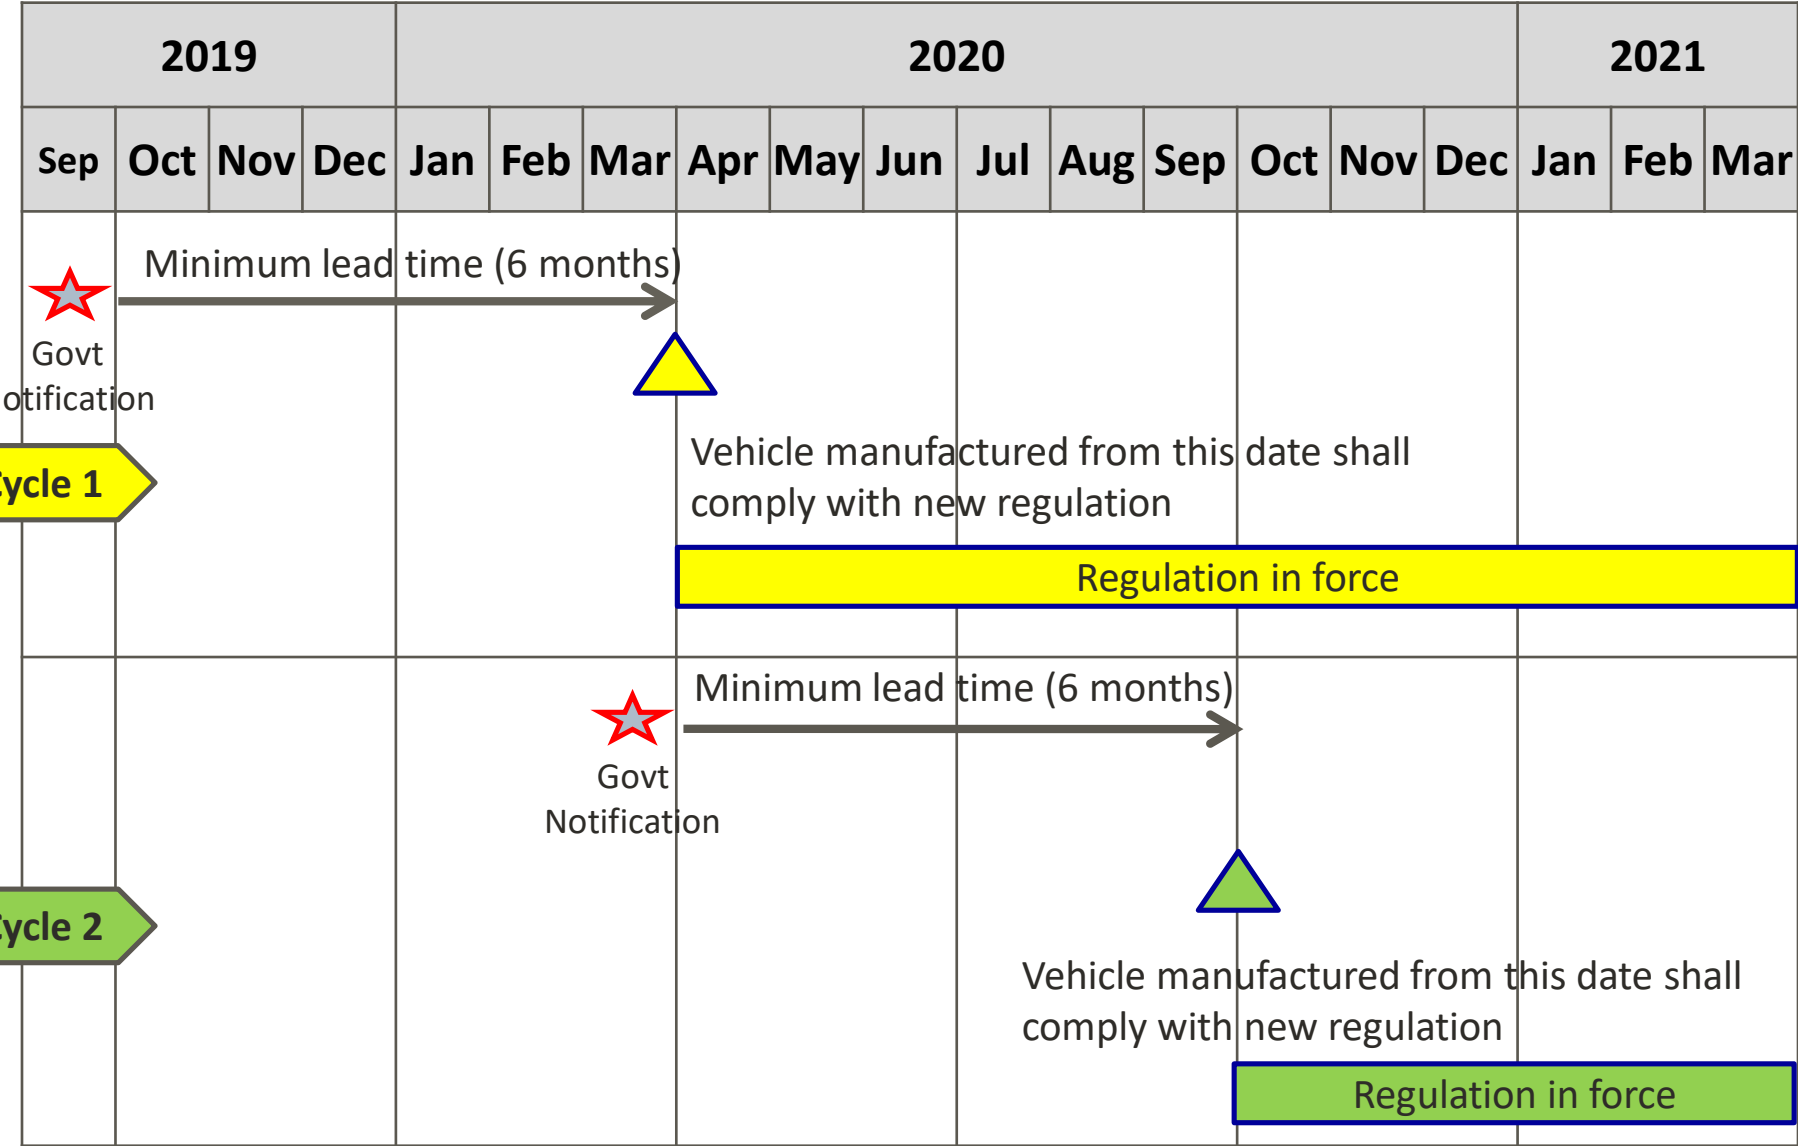 2019 2020 2021
Sep Oct Nov Dec Jan Feb Mar Apr May Jun Jul Aug Sep Oct Nov Dec Jan Feb Mar
Minimum lead time (6 months)
Govt
otification
Vehicle manufactured from this date shall
comply with new regulation
Cycle 1
Regulation in force
Minimum lead time (6 months)
Govt
Notification
Cycle 2
Vehicle manufactured from this date shall
comply with new regulation
Regulation in force